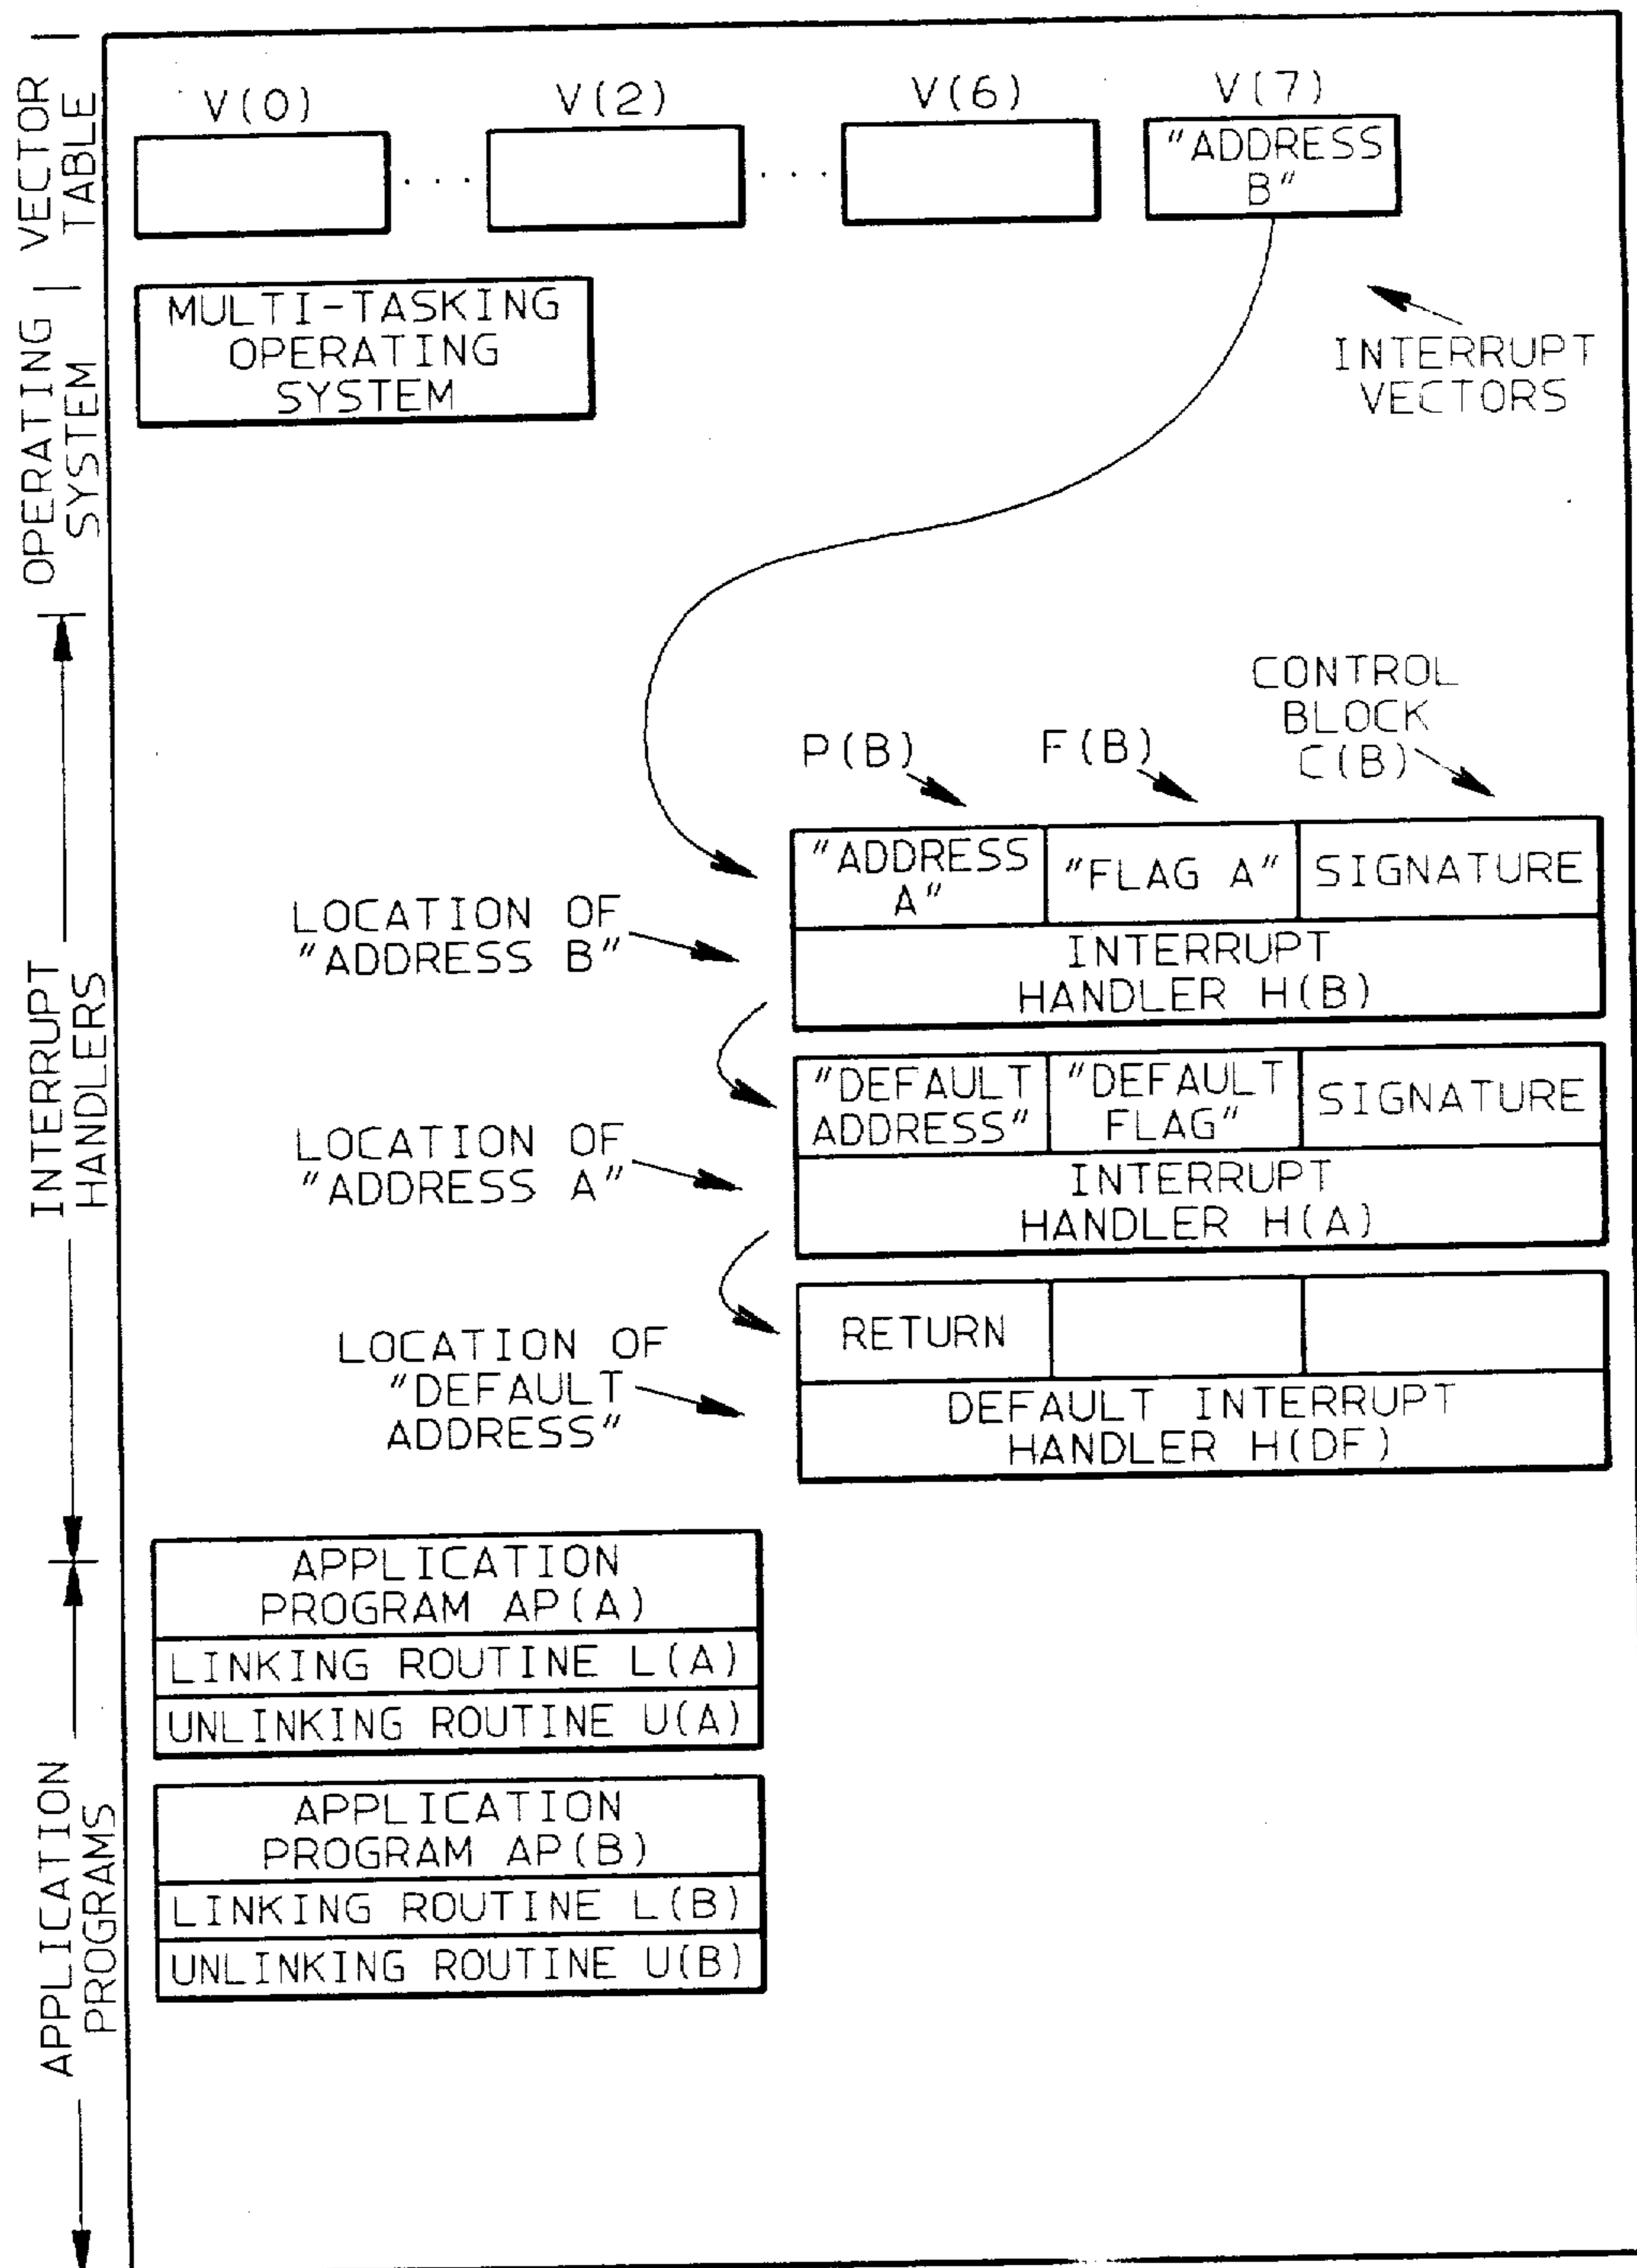 VECTOR
TABLE
V(0)
V(2)
V(6)
V(7)
"ADDRESS
B"
...
...
OPERATING
SYSTEM
MULTI-TASKING
OPERATING
SYSTEM
INTERRUPT
VECTORS
INTERRUPT
HANDLERS
CONTROL
BLOCK
C(B)
P(B)
F(B)
"ADDRESS
A"
"FLAG A"
SIGNATURE
LOCATION OF
"ADDRESS B"
INTERRUPT
HANDLER H(B)
"DEFAULT
ADDRESS"
"DEFAULT
FLAG"
SIGNATURE
LOCATION OF
"ADDRESS A"
INTERRUPT
HANDLER H(A)
RETURN
LOCATION OF
"DEFAULT
ADDRESS"
DEFAULT INTERRUPT
HANDLER H(DF)
APPLICATION
PROGRAMS
APPLICATION
PROGRAM AP(A)
LINKING ROUTINE L(A)
UNLINKING ROUTINE U(A)
APPLICATION
PROGRAM AP(B)
LINKING ROUTINE L(B)
UNLINKING ROUTINE U(B)